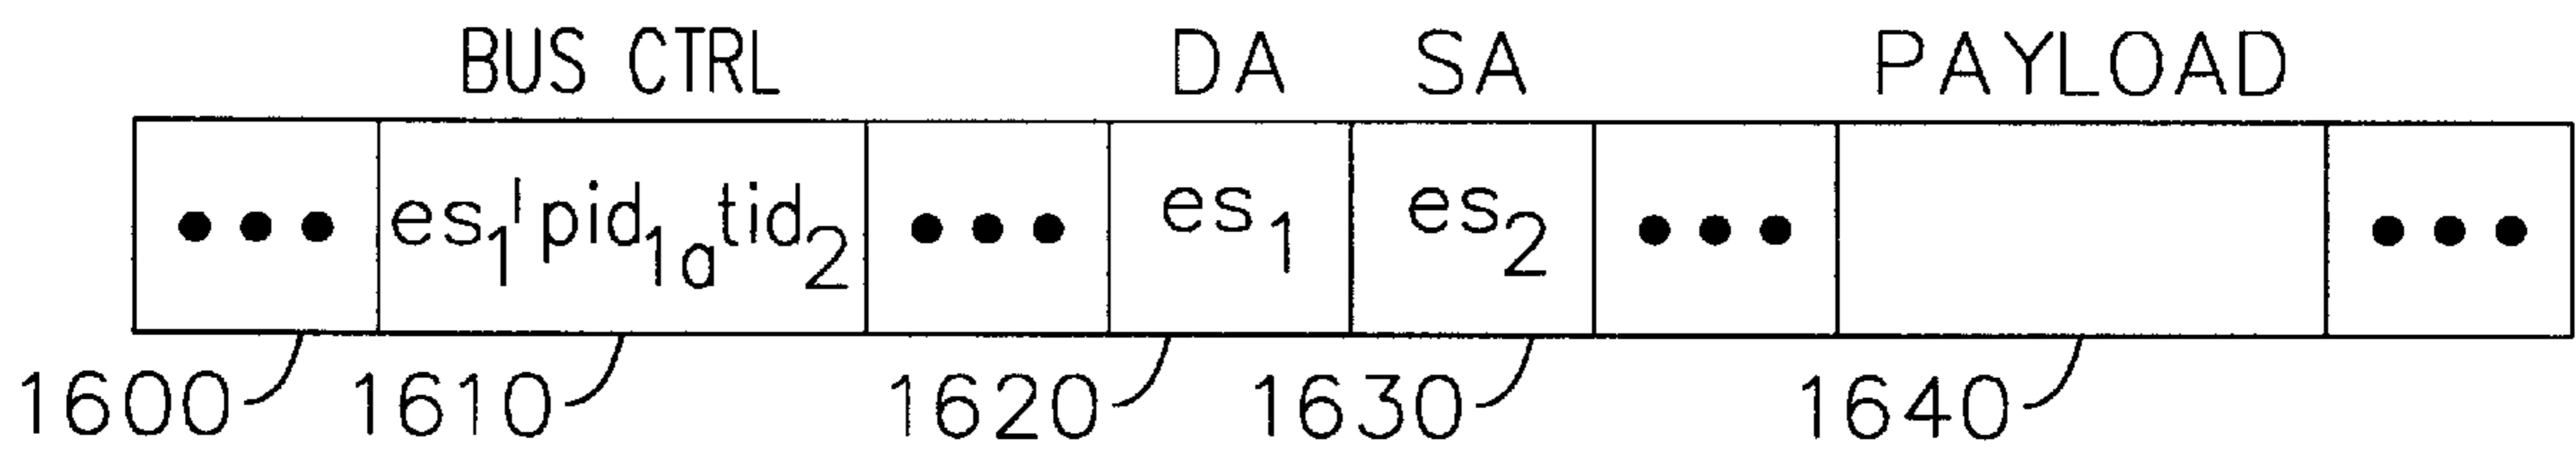 BUS CTRL DA SA PAYLOAD
••• es₁'pid₁ₐtid₂ ••• es₁ es₂ ••• •••
1600 1610 1620 1630 1640